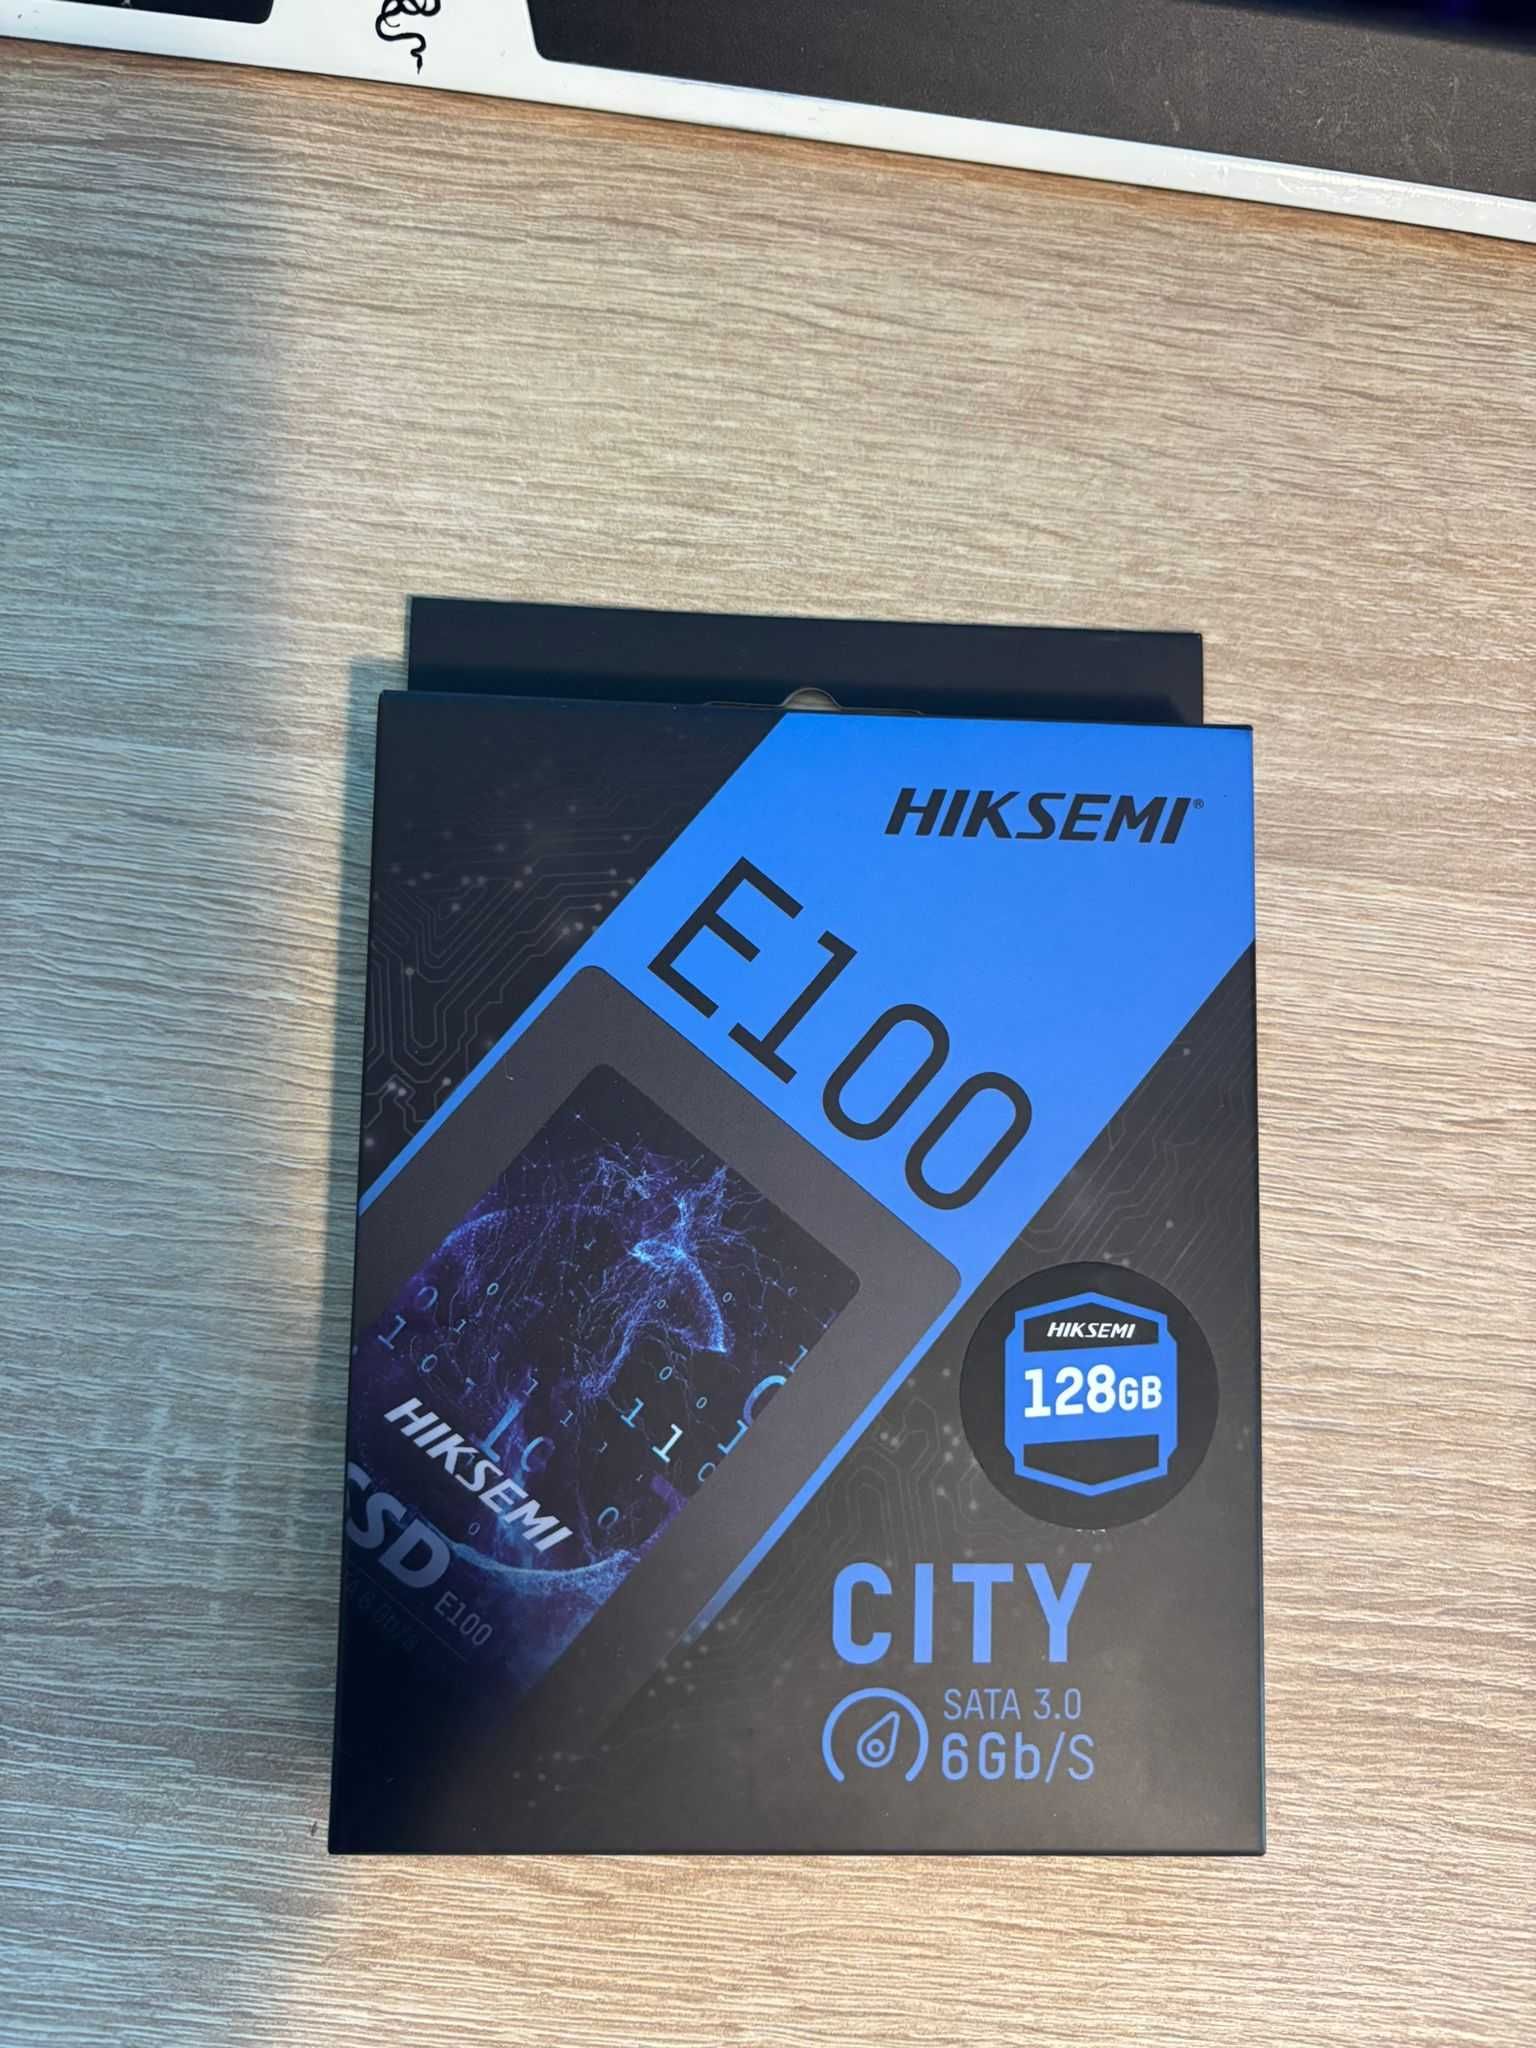 HIKSEMI®
E100
HIKSEMI
128GB
HIKSEMI
SSD
E100
CITY
SATA 3.0
6Gb/S